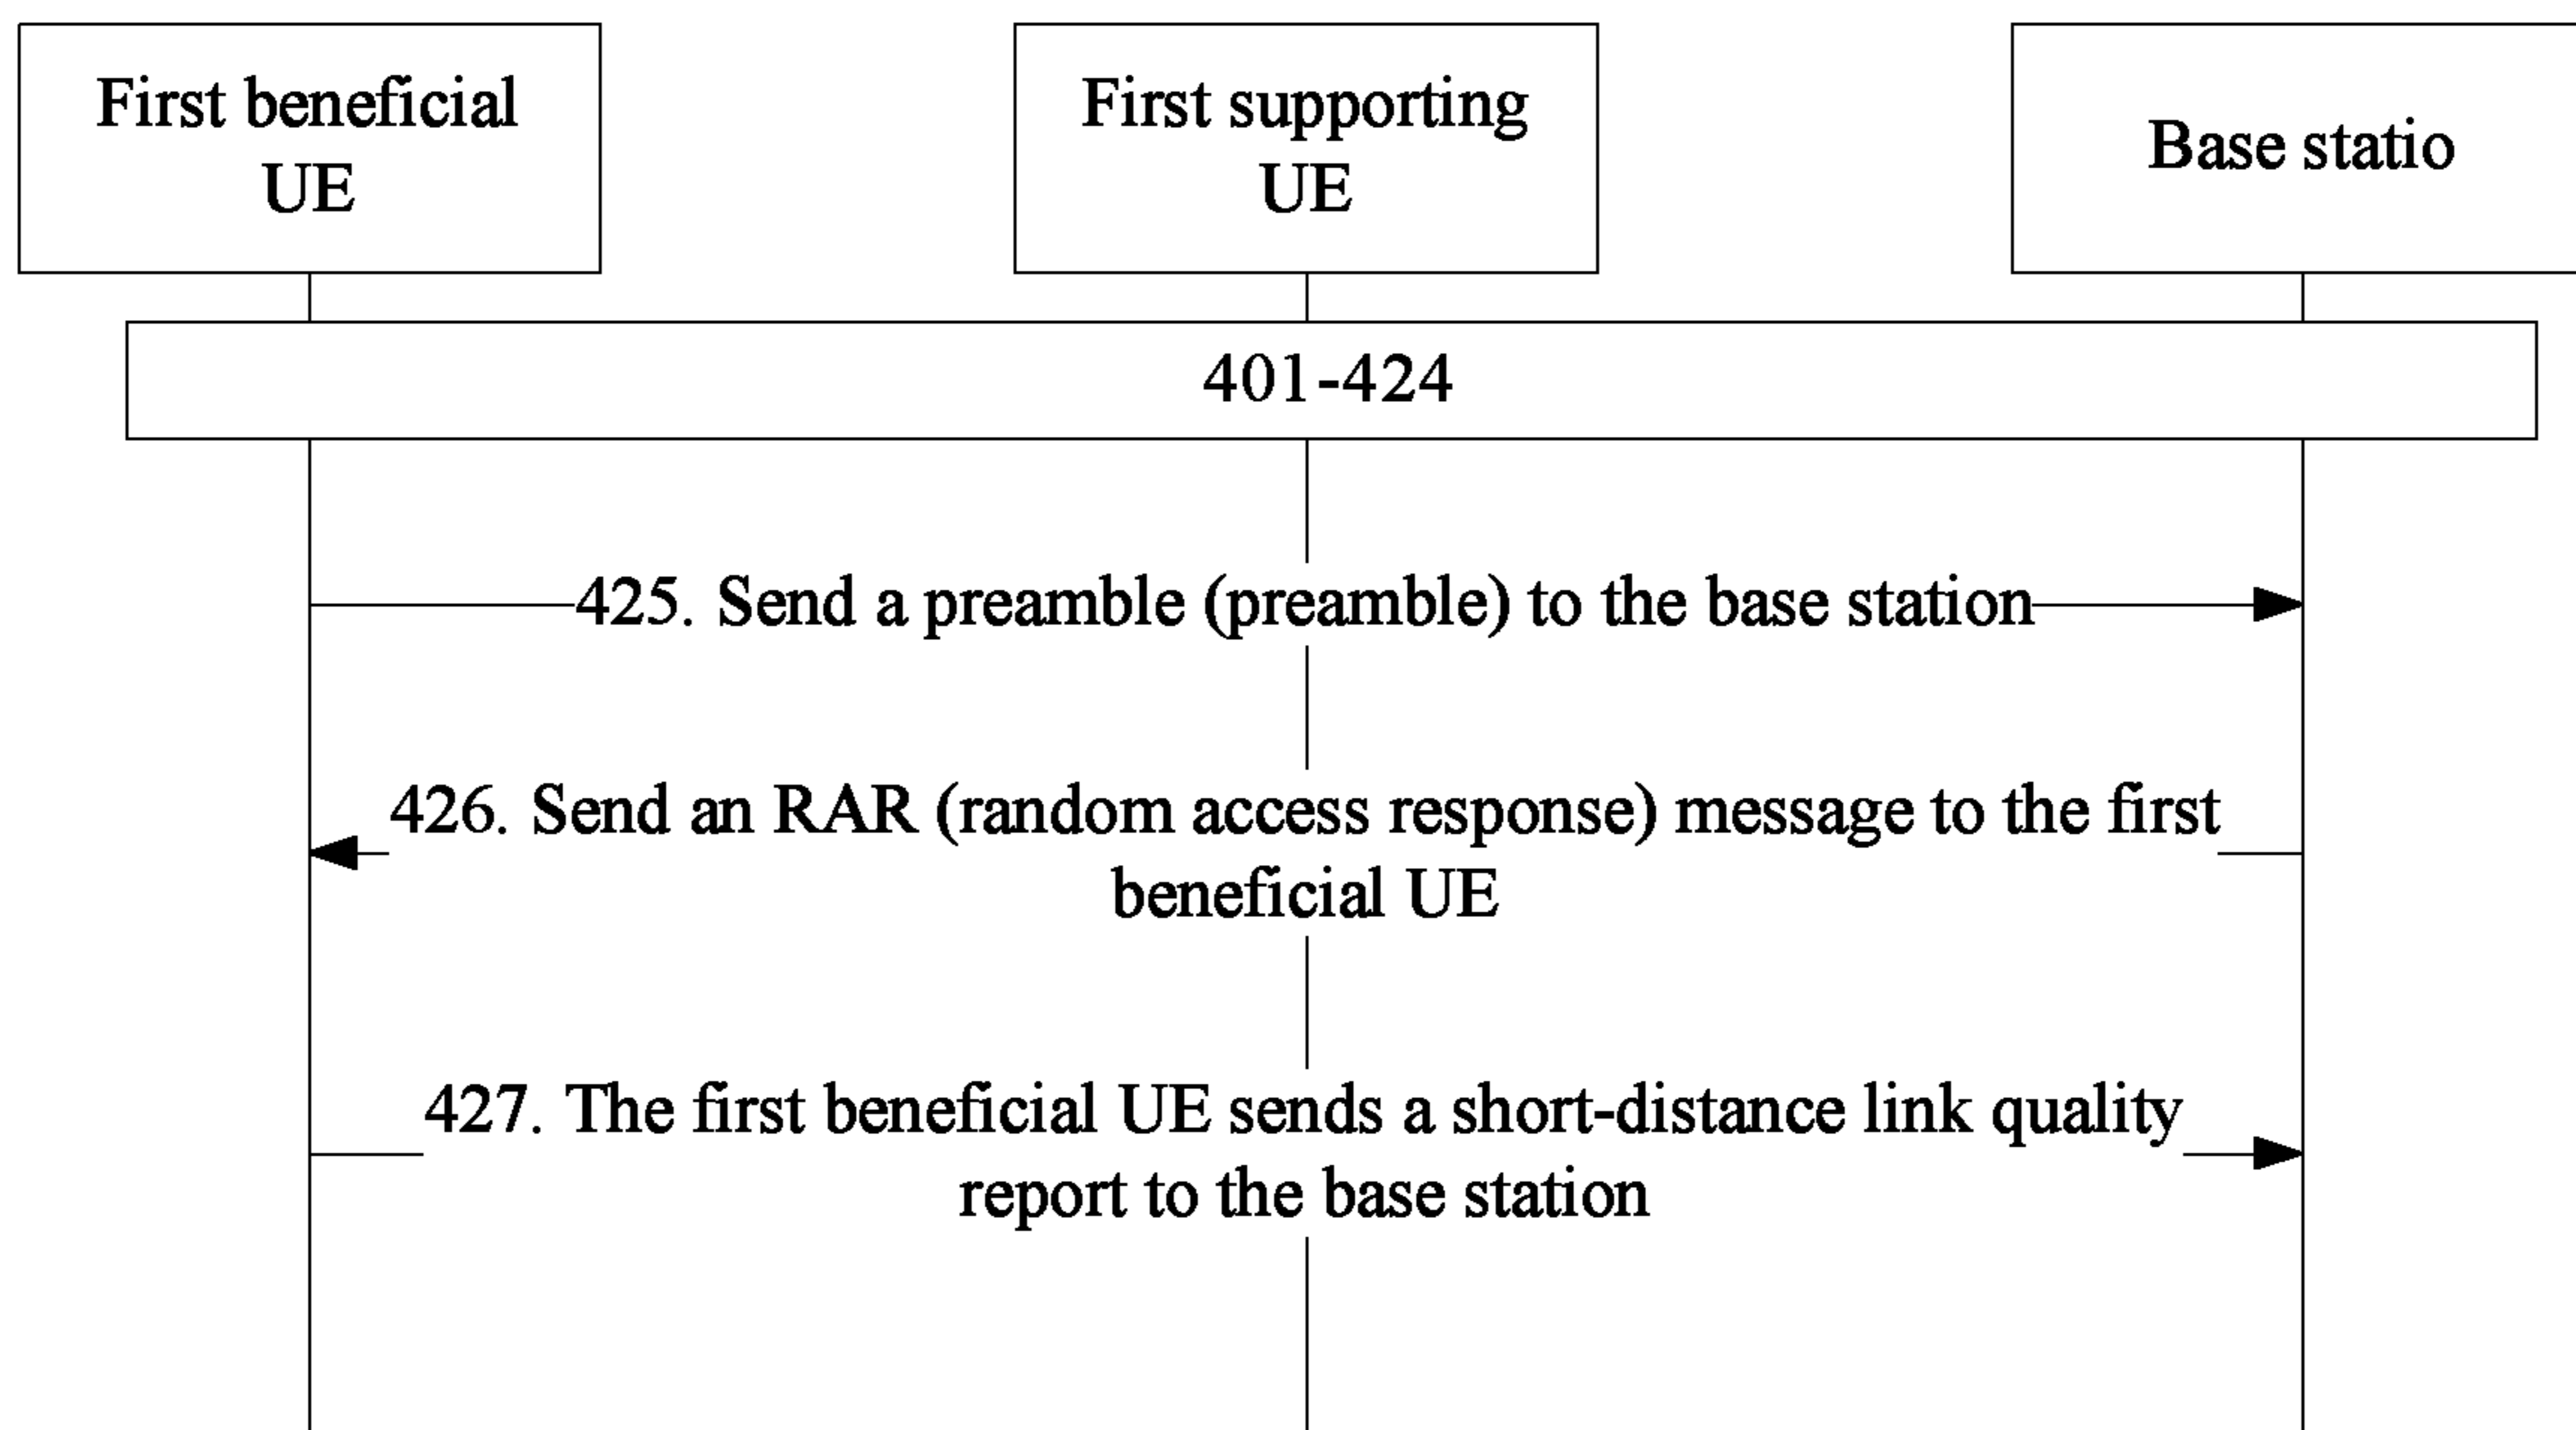 First beneficial
UE
First supporting
UE
Base statio
401-424
425. Send a preamble (preamble) to the base station
426. Send an RAR (random access response) message to the first
beneficial UE
427. The first beneficial UE sends a short-distance link quality
report to the base station